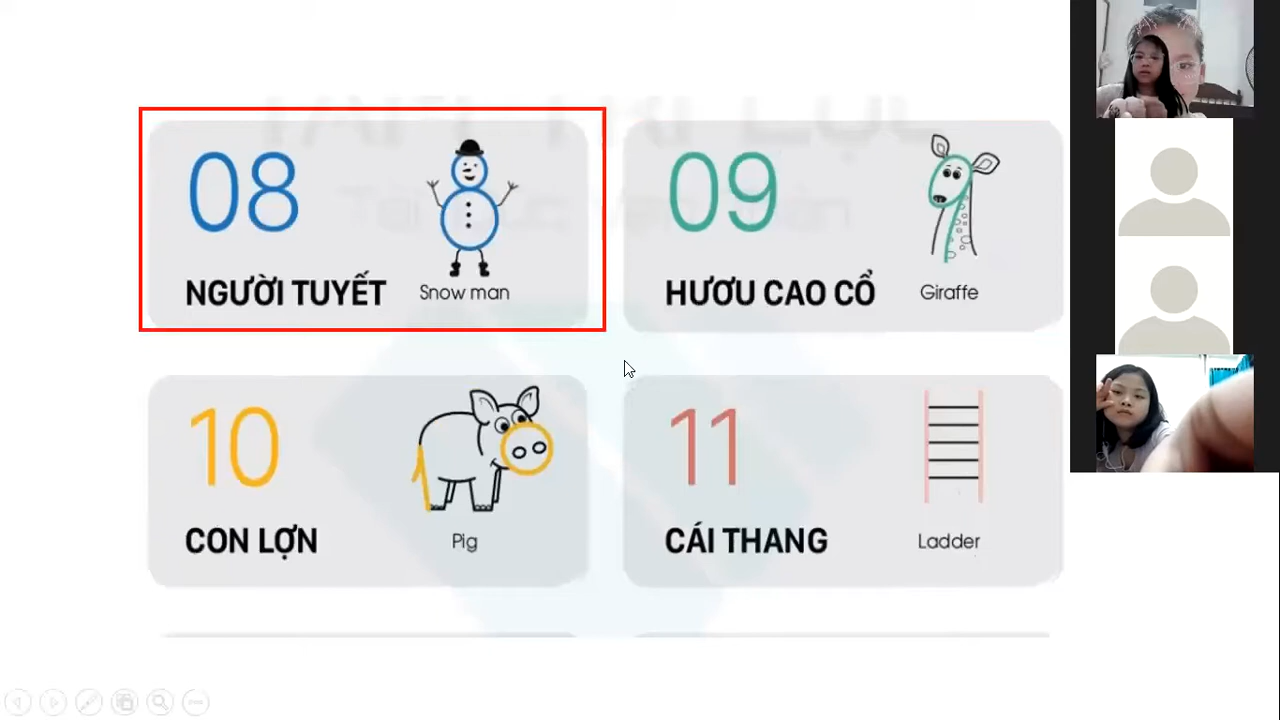 08
NGƯỜI TUYẾT
Snow man
09
HƯƠU CAO CỔ
Giraffe
10
CON LỢN
Pig
11
CÁI THANG
Ladder